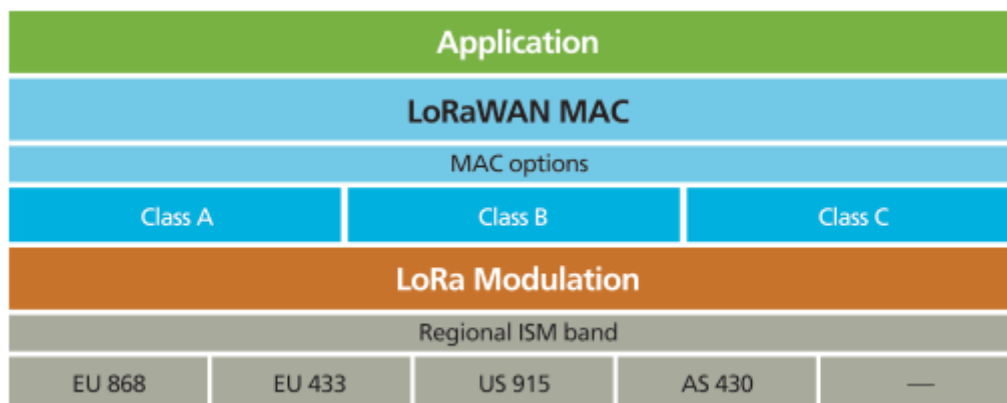 Application
LoRaWAN MAC
MAC options
Class A Class B Class C
LoRa Modulation
Regional ISM band
EU 868 EU 433 US 915 AS 430 —